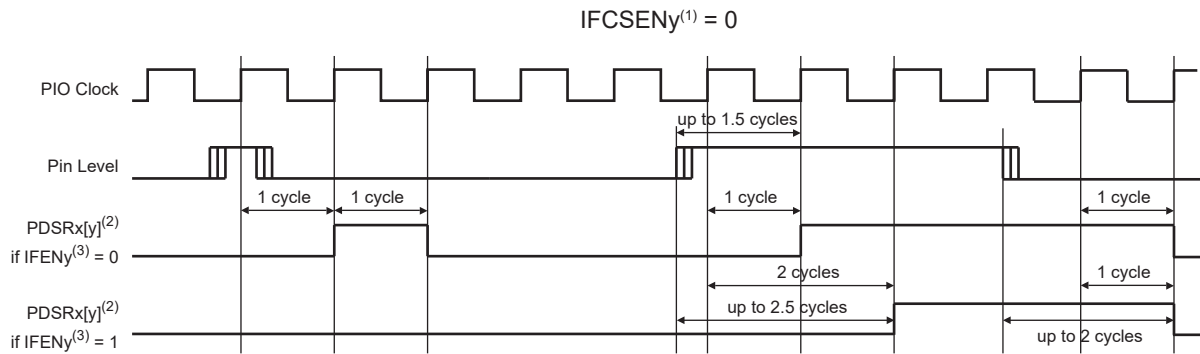 IFCSENy(1) = 0
PIO Clock
up to 1.5 cycles
Pin Level
1 cycle
1 cycle
1 cycle
1 cycle
PDSRx[y](2)
if IFENy(3) = 0
2 cycles
1 cycle
PDSRx[y](2)
up to 2.5 cycles
if IFENy(3) = 1
up to 2 cycles